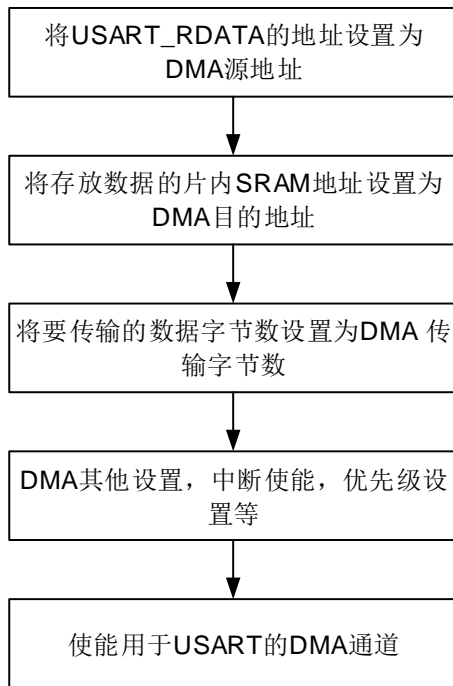 将USART_RDATA的地址设置为
DMA源地址
将存放数据的片内SRAM地址设置为
DMA目的地址
将要传输的数据字节数设置为DMA 传
输字节数
DMA其他设置，中断使能，优先级设
置等
使能用于USART的DMA通道